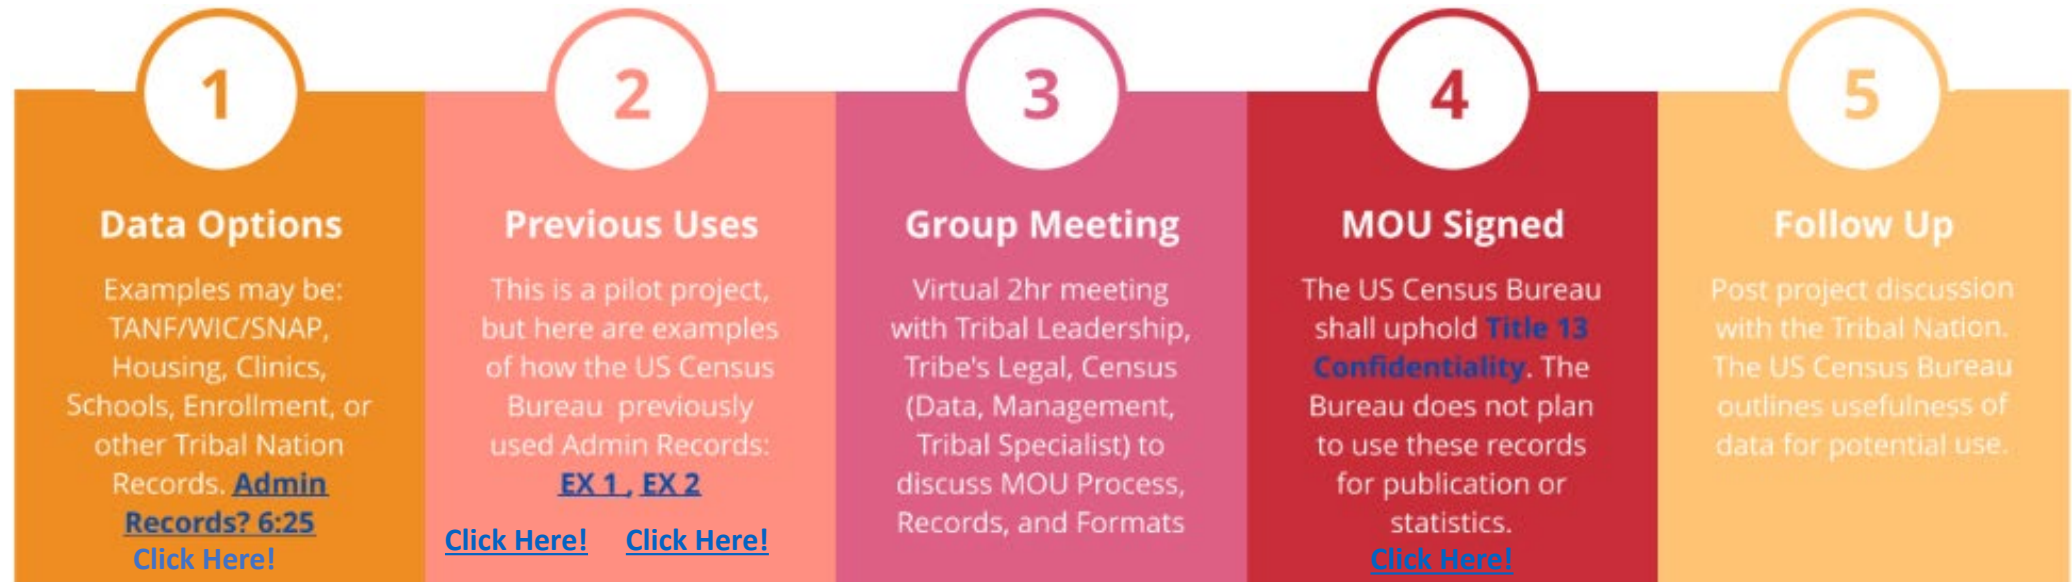 1
Data Options
Examples may be:
TANF/WIC/SNAP,
Housing, Clinics,
Schools, Enrollment, or
other Tribal Nation
Records. Admin
Records? 6:25
Click Here!
2
Previous Uses
This is a pilot project,
but here are examples
of how the US Census
Bureau previously
used Admin Records:
EX 1 , EX 2
Click Here! Click Here!
3
Group Meeting
Virtual 2hr meeting
with Tribal Leadership,
Tribe's Legal, Census
(Data, Management,
Tribal Specialist) to
discuss MOU Process,
Records, and Formats
4
MOU Signed
The US Census Bureau
shall uphold Title 13
Confidentiality. The
Bureau does not plan
to use these records
for publication or
statistics.
Click Here!
5
Follow Up
Post project discussion
with the Tribal Nation.
The US Census Bureau
outlines usefulness of
data for potential use.